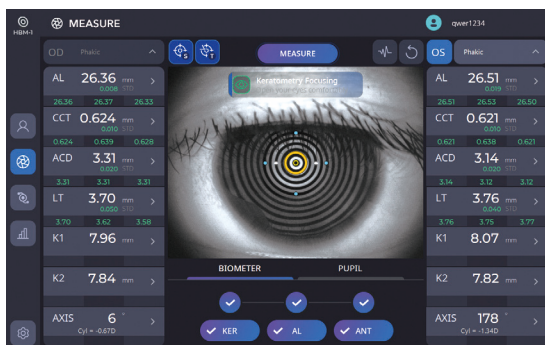 HBM-1
MEASURE
qwer1234
OD Phakic
AL 26.36 mm
0.008 STD
26.36 26.37 26.33
CCT 0.624 mm
0.010 STD
0.624 0.639 0.628
ACD 3.31 mm
0.020 STD
3.31 3.31 3.31
LT 3.70 mm
0.050 STD
3.70 3.62 3.58
K1 7.96 mm
K2 7.84 mm
AXIS 6 °
Cyl = -0.67D
S
T
MEASURE
Keratometry Focusing
BIOMETER PUPIL
KER AL ANT
OS Phakic
AL 26.51 mm
0.019 STD
26.51 26.53 26.50
CCT 0.621 mm
0.010 STD
0.621 0.638 0.621
ACD 3.14 mm
0.020 STD
3.14 3.12 3.12
LT 3.76 mm
0.040 STD
3.76 3.75 3.77
K1 8.07 mm
K2 7.82 mm
AXIS 178 °
Cyl = -1.34D